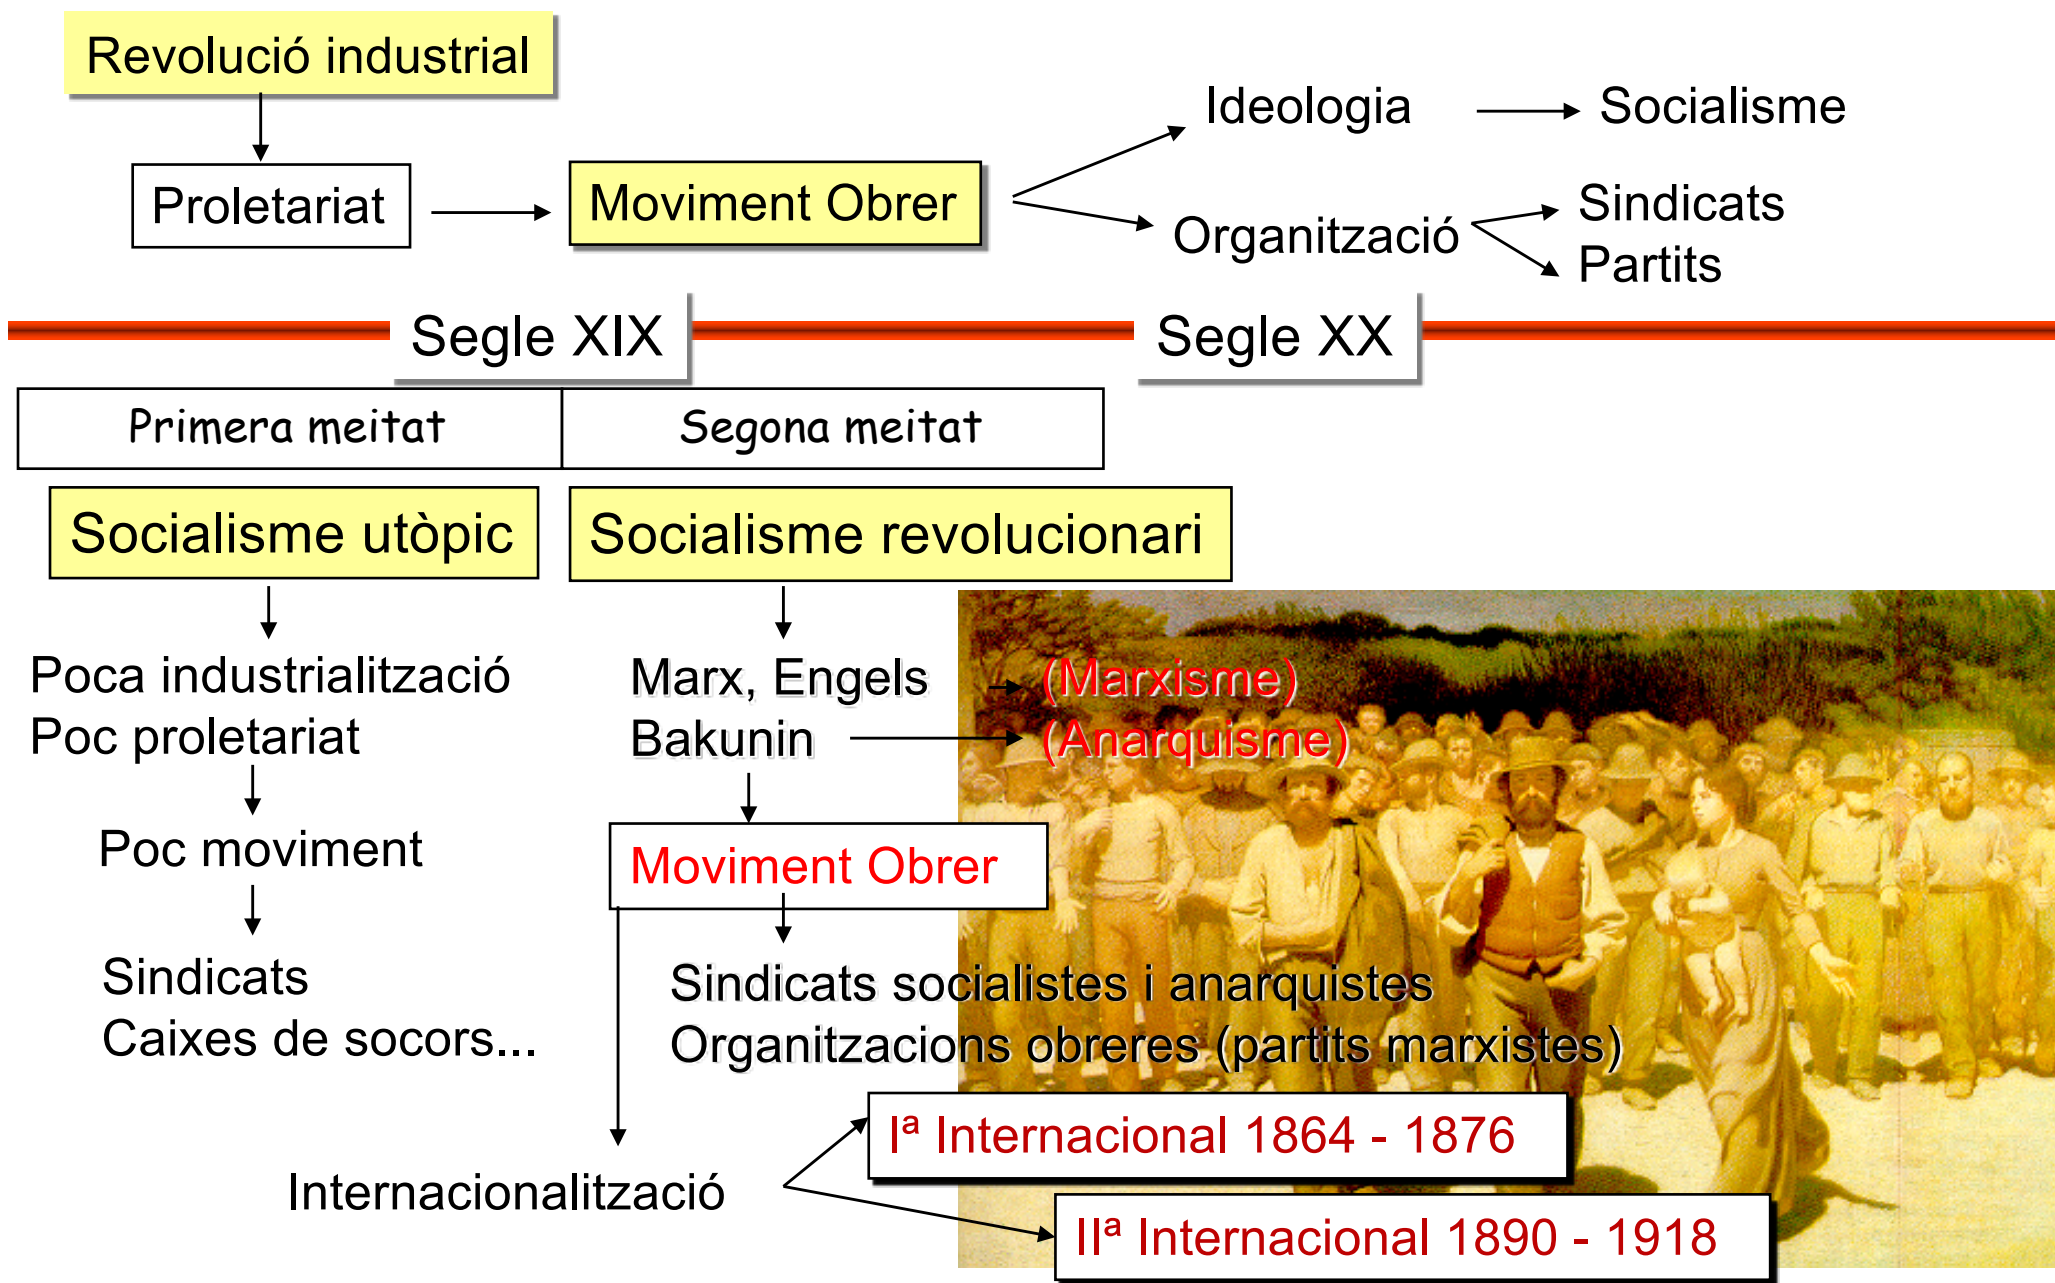 Revolució industrial
Proletariat
Moviment Obrer
Ideologia
Socialisme
Organització
Sindicats
Partits
Segle XIX
Segle XX
Primera meitat
Segona meitat
Socialisme utòpic
Socialisme revolucionari
Poca industrialització
Poc proletariat
Poc moviment
Sindicats
Caixes de socors...
Marx, Engels
(Marxisme)
Bakunin
(Anarquisme)
Moviment Obrer
Sindicats socialistes i anarquistes
Organitzacions obreres (partits marxistes)
Internacionalització
Iª Internacional 1864 - 1876
IIª Internacional 1890 - 1918